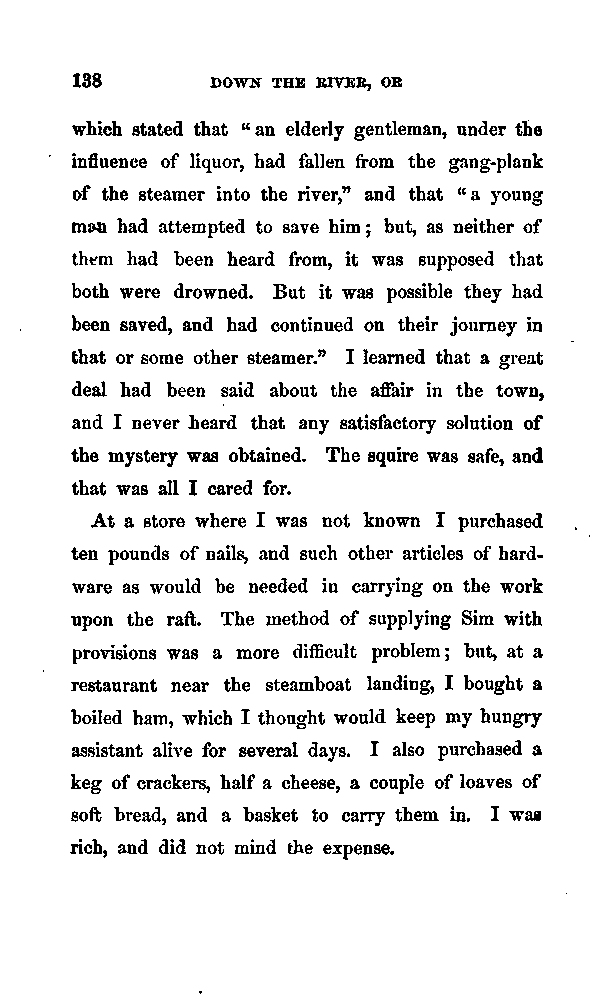 138 DOWN THE RIVER, OR
which stated that “an elderly gentleman, under the
influence of liquor, had fallen from the gang-plank
of the steamer into the river,” and that “a young
man had attempted to save him; but, as neither of
them had been heard from, it was supposed that
both were drowned. But it was possible they had
been saved, and had continued on their journey in
that or some other steamer.” I learned that a great
deal had been said about the affair in the town,
and I never heard that any satisfactory solution of
the mystery was obtained. The squire was safe, and
that was all I cared for.
At a store where I was not known I purchased
ten pounds of nails, and such other articles of hard-
ware as would be needed in carrying on the work
upon the raft. The method of supplying Sim with
provisions was a more difficult problem; but, at a
restaurant near the steamboat landing, I bought a
boiled ham, which I thought would keep my hungry
assistant alive for several days. I also purchased a
keg of crackers, half a cheese, a couple of loaves of
soft bread, and a basket to carry them in. I was
rich, and did not mind the expense.